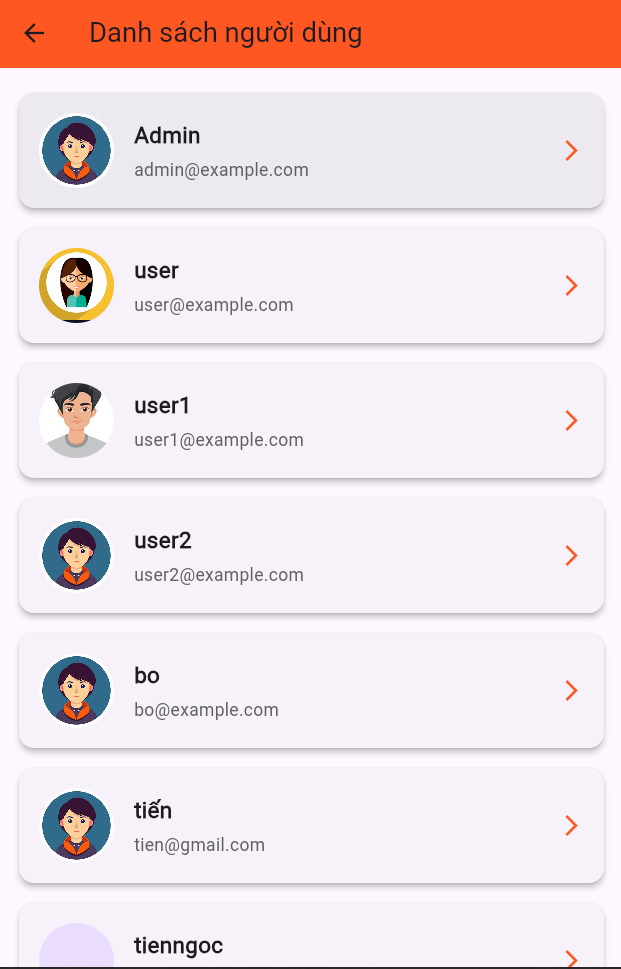 Danh sách người dùng
Admin
admin@example.com
user
user@example.com
user1
user1@example.com
user2
user2@example.com
bo
bo@example.com
tiến
tien@gmail.com
tienngoc